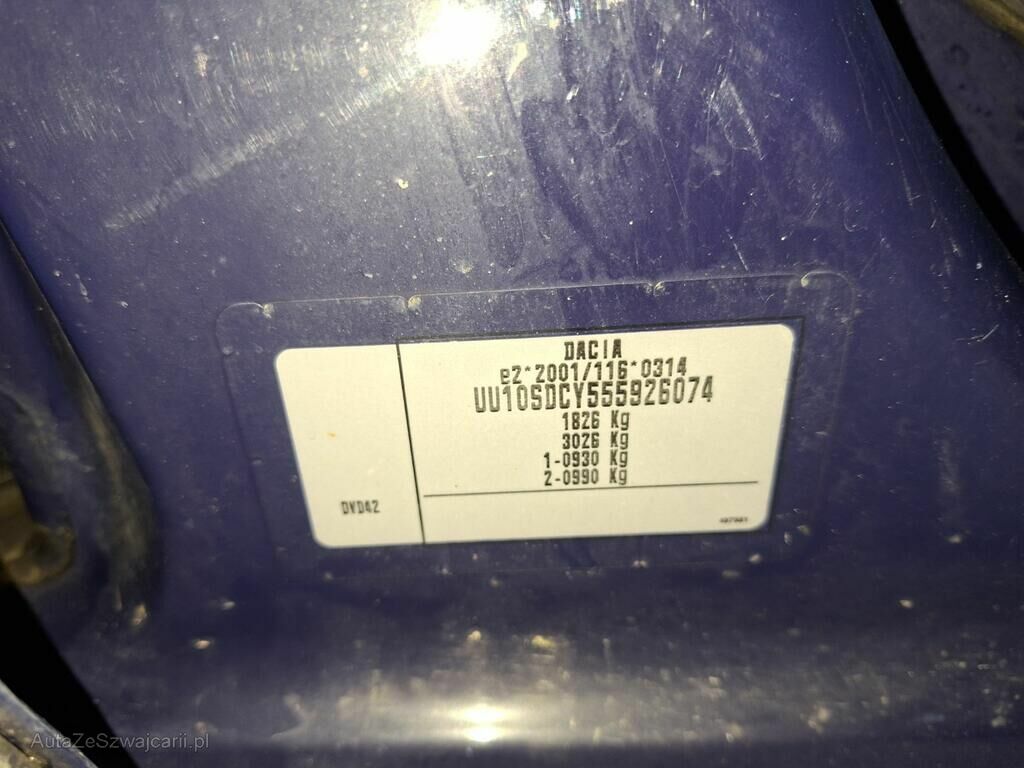 DACIA
e2*2001/116*0314
UU10SDCY555926074
1826 Kg
3026 Kg
1-0930 Kg
2-0990 Kg
DVD42
AutaZeSzwajcarii.pl